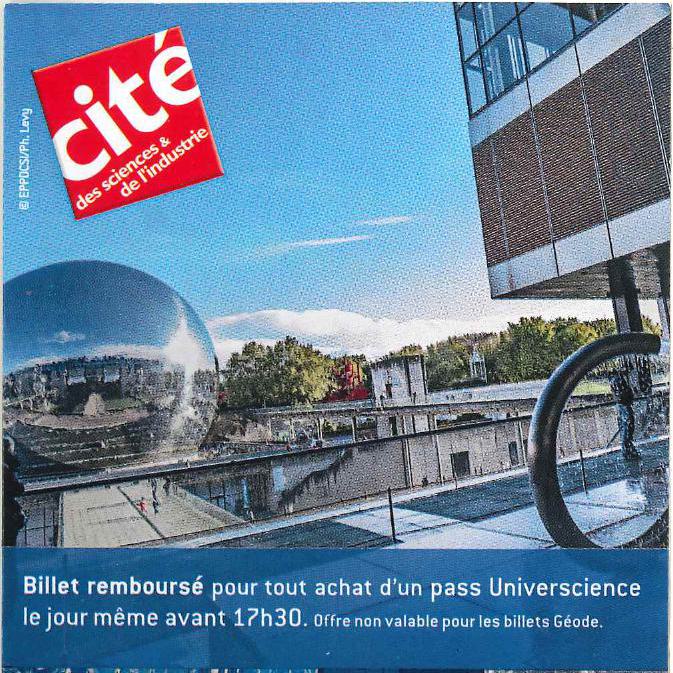 cité
des sciences &
de l'industrie
© EPPDCSI/Ph. Levy
Billet remboursé pour tout achat d'un pass Universcience
le jour même avant 17h30. Offre non valable pour les billets Géode.